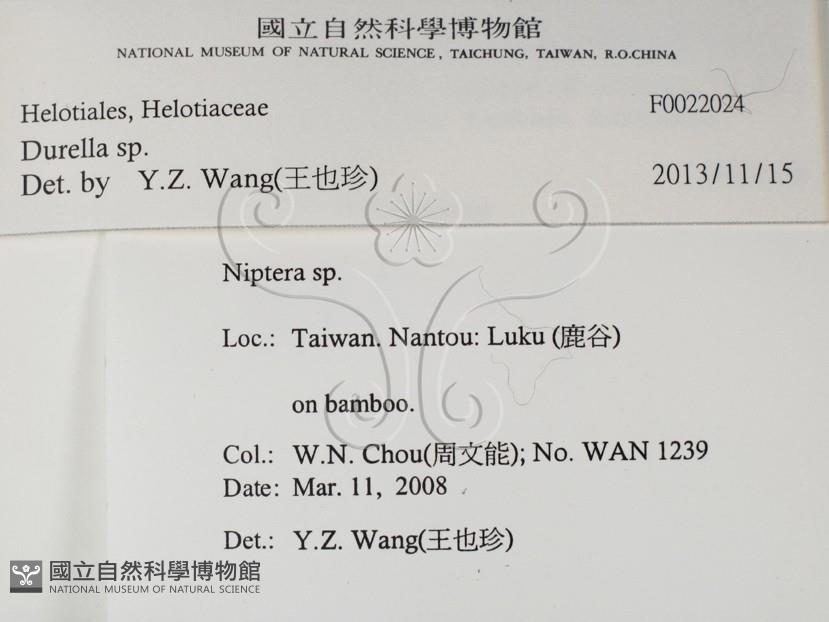 國立自然科學博物館
NATIONAL MUSEUM OF NATURAL SCIENCE, TAICHUNG, TAIWAN, R.O.CHINA
Helotiales, Helotiaceae F0022024
Durella sp.
Det. by Y.Z. Wang(王也珍) 2013/11/15
Niptera sp.
Loc.: Taiwan. Nantou: Luku (鹿谷)
on bamboo.
Col.: W.N. Chou(周文能); No. WAN 1239
Date: Mar. 11, 2008
Det.: Y.Z. Wang(王也珍)
國立自然科學博物館
NATIONAL MUSEUM OF NATURAL SCIENCE